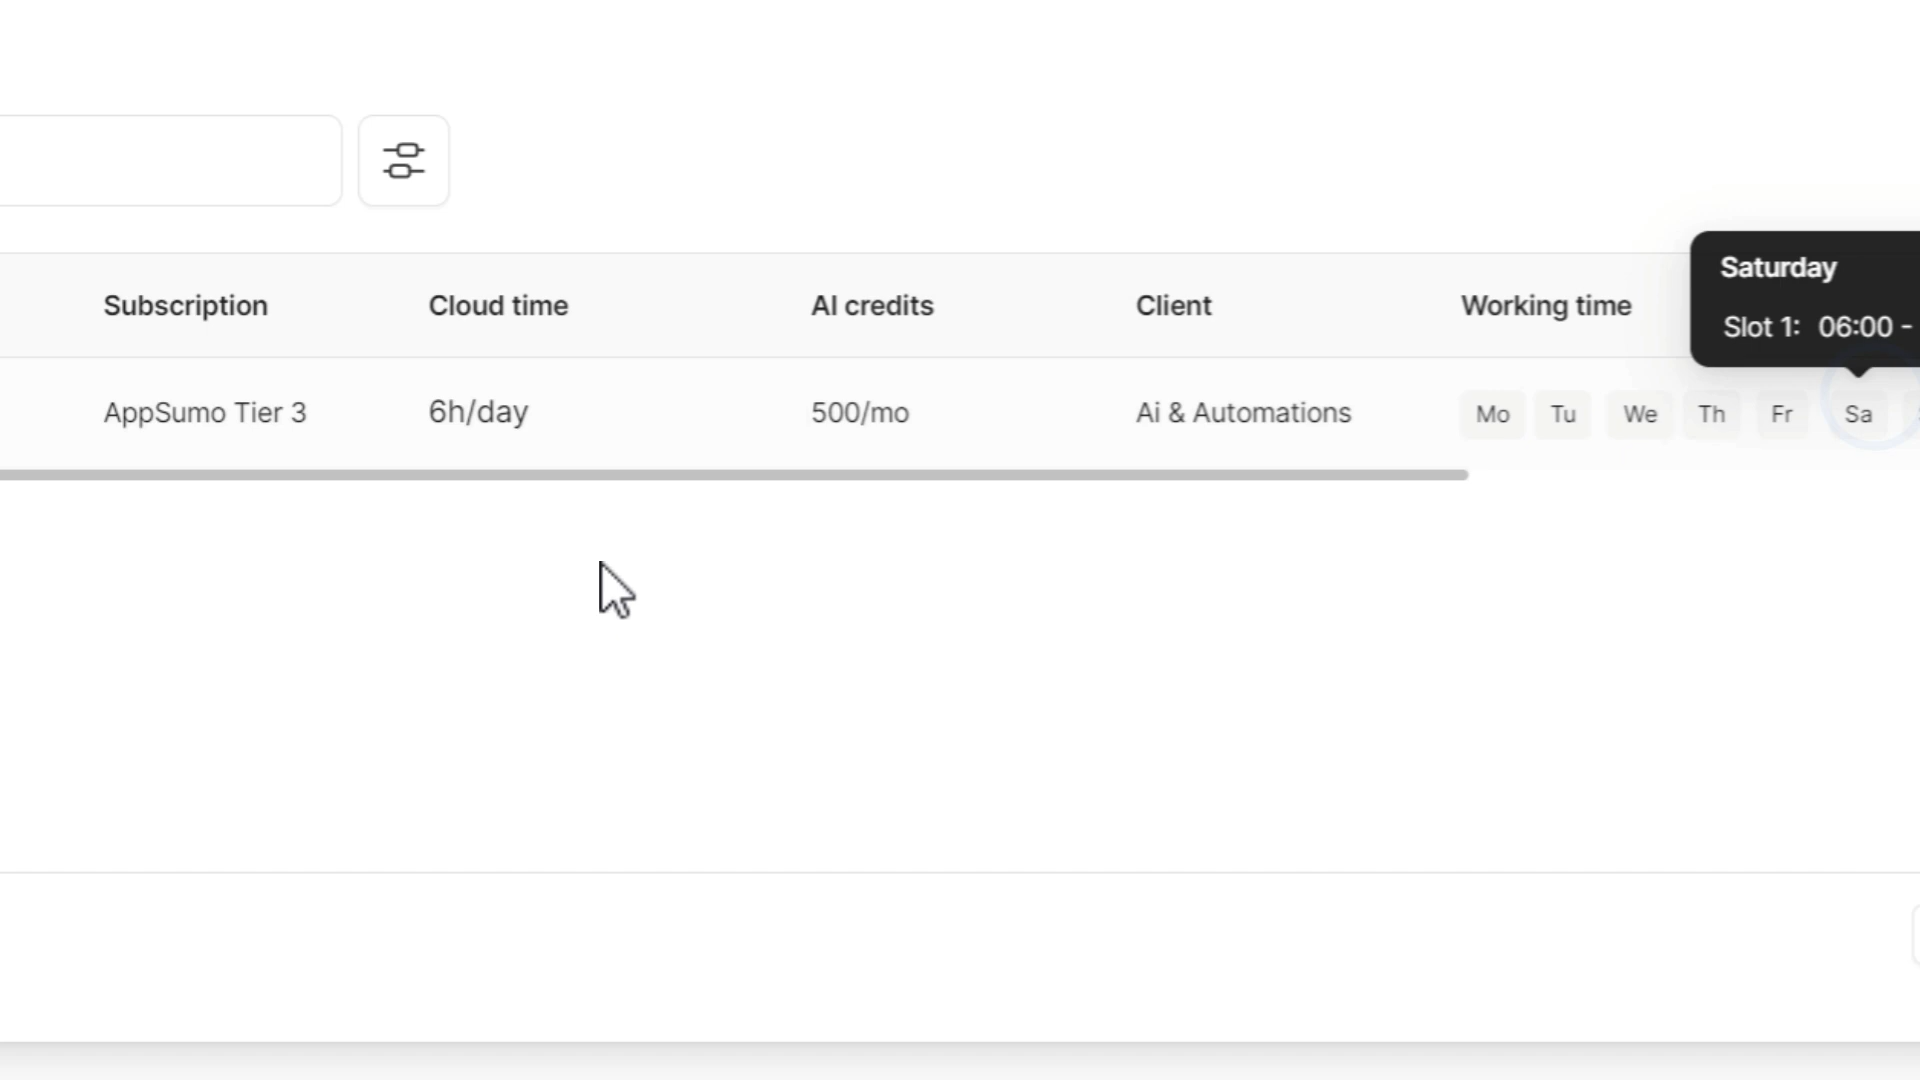 Saturday
Slot 1: 06:00 -
Subscription Cloud time AI credits Client Working time
AppSumo Tier 3 6h/day 500/mo Ai & Automations Mo Tu We Th Fr Sa